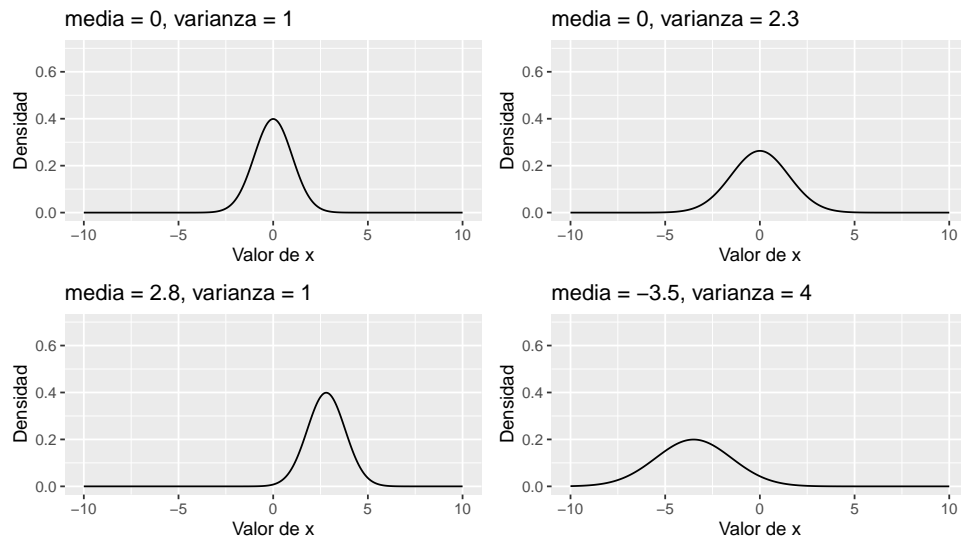 media = 0, varianza = 1
0.6
0.4
0.2
0.0
Densidad
−10 −5 0 5 10
Valor de x
media = 0, varianza = 2.3
0.6
0.4
0.2
0.0
Densidad
−10 −5 0 5 10
Valor de x
media = 2.8, varianza = 1
0.6
0.4
0.2
0.0
Densidad
−10 −5 0 5 10
Valor de x
media = −3.5, varianza = 4
0.6
0.4
0.2
0.0
Densidad
−10 −5 0 5 10
Valor de x